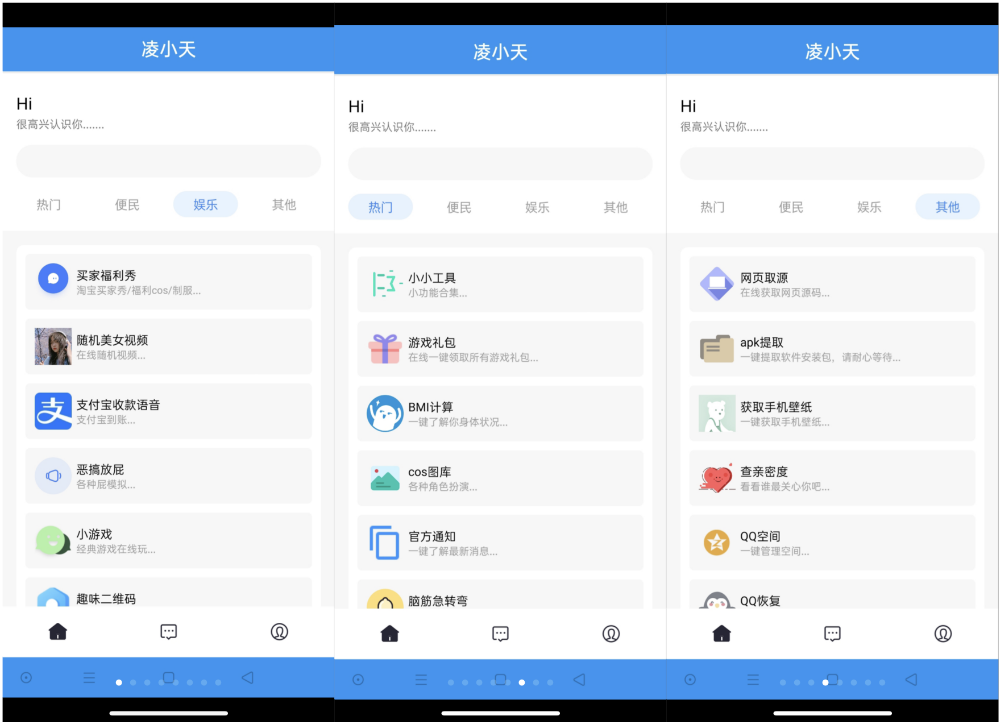 凌小天
Hi
很高兴认识你.......
热门 便民 娱乐 其他
买家福利秀
淘宝买家秀/福利cos/制服...
随机美女视频
在线随机视频...
支付宝收款语音
支付宝到账...
恶搞放屁
各种屁模拟...
小游戏
经典游戏在线玩...
趣味二维码
凌小天
Hi
很高兴认识你.......
热门 便民 娱乐 其他
小小工具
小功能合集...
游戏礼包
在线一键领取所有游戏礼包...
BMI计算
一键了解你身体状况...
cos图库
各种角色扮演...
官方通知
一键了解最新消息...
脑筋急转弯
凌小天
Hi
很高兴认识你.......
热门 便民 娱乐 其他
网页取源
在线获取网页源码...
apk提取
一键提取软件安装包，请耐心等待...
获取手机壁纸
一键获取手机壁纸...
查亲密度
看看谁最关心你吧...
QQ空间
一键管理空间...
QQ恢复